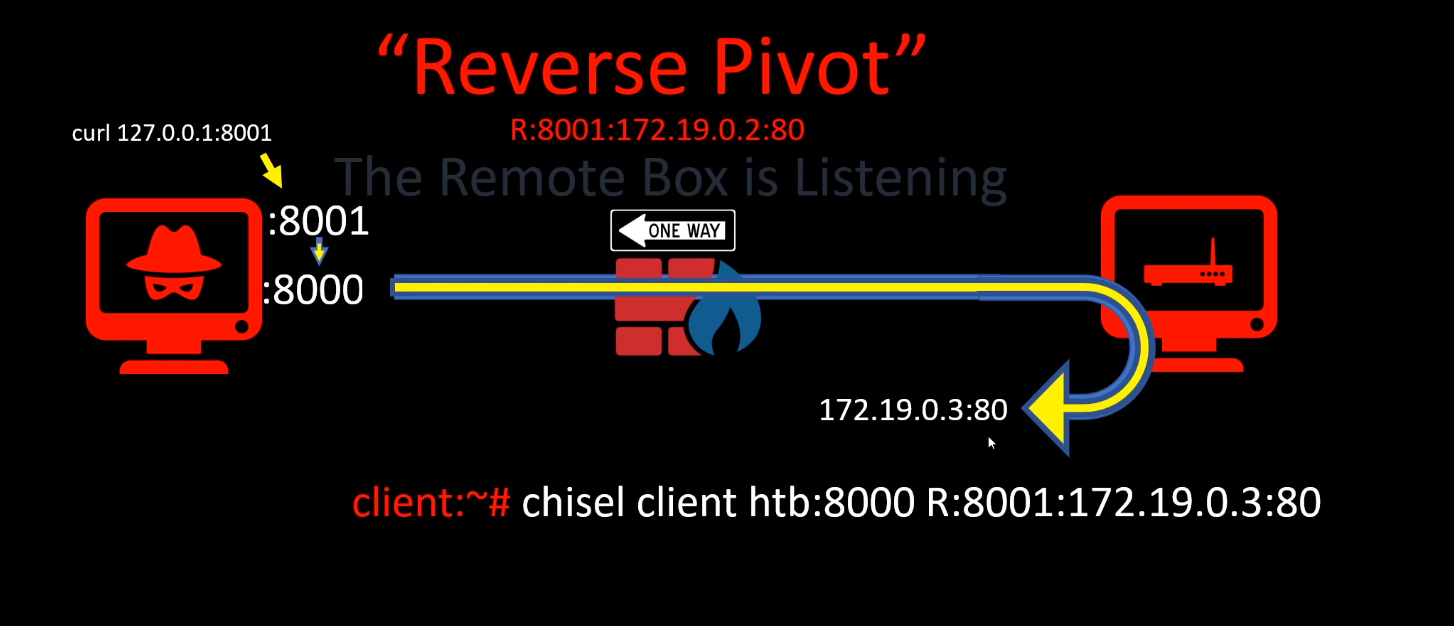 “Reverse Pivot”
R:8001:172.19.0.2:80
curl 127.0.0.1:8001
The Remote Box is Listening
:8001
ONE WAY
:8000
172.19.0.3:80
client:~# chisel client htb:8000 R:8001:172.19.0.3:80